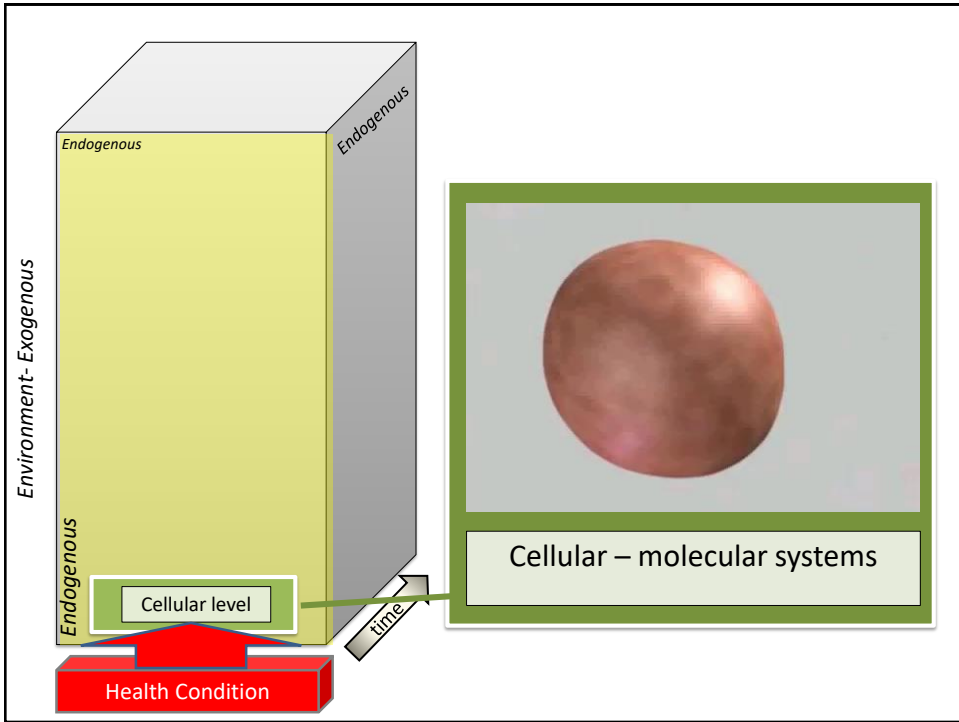 Endogenous
Endogenous
Environment- Exogenous
Endogenous
Cellular level
time
Health Condition
Cellular – molecular systems